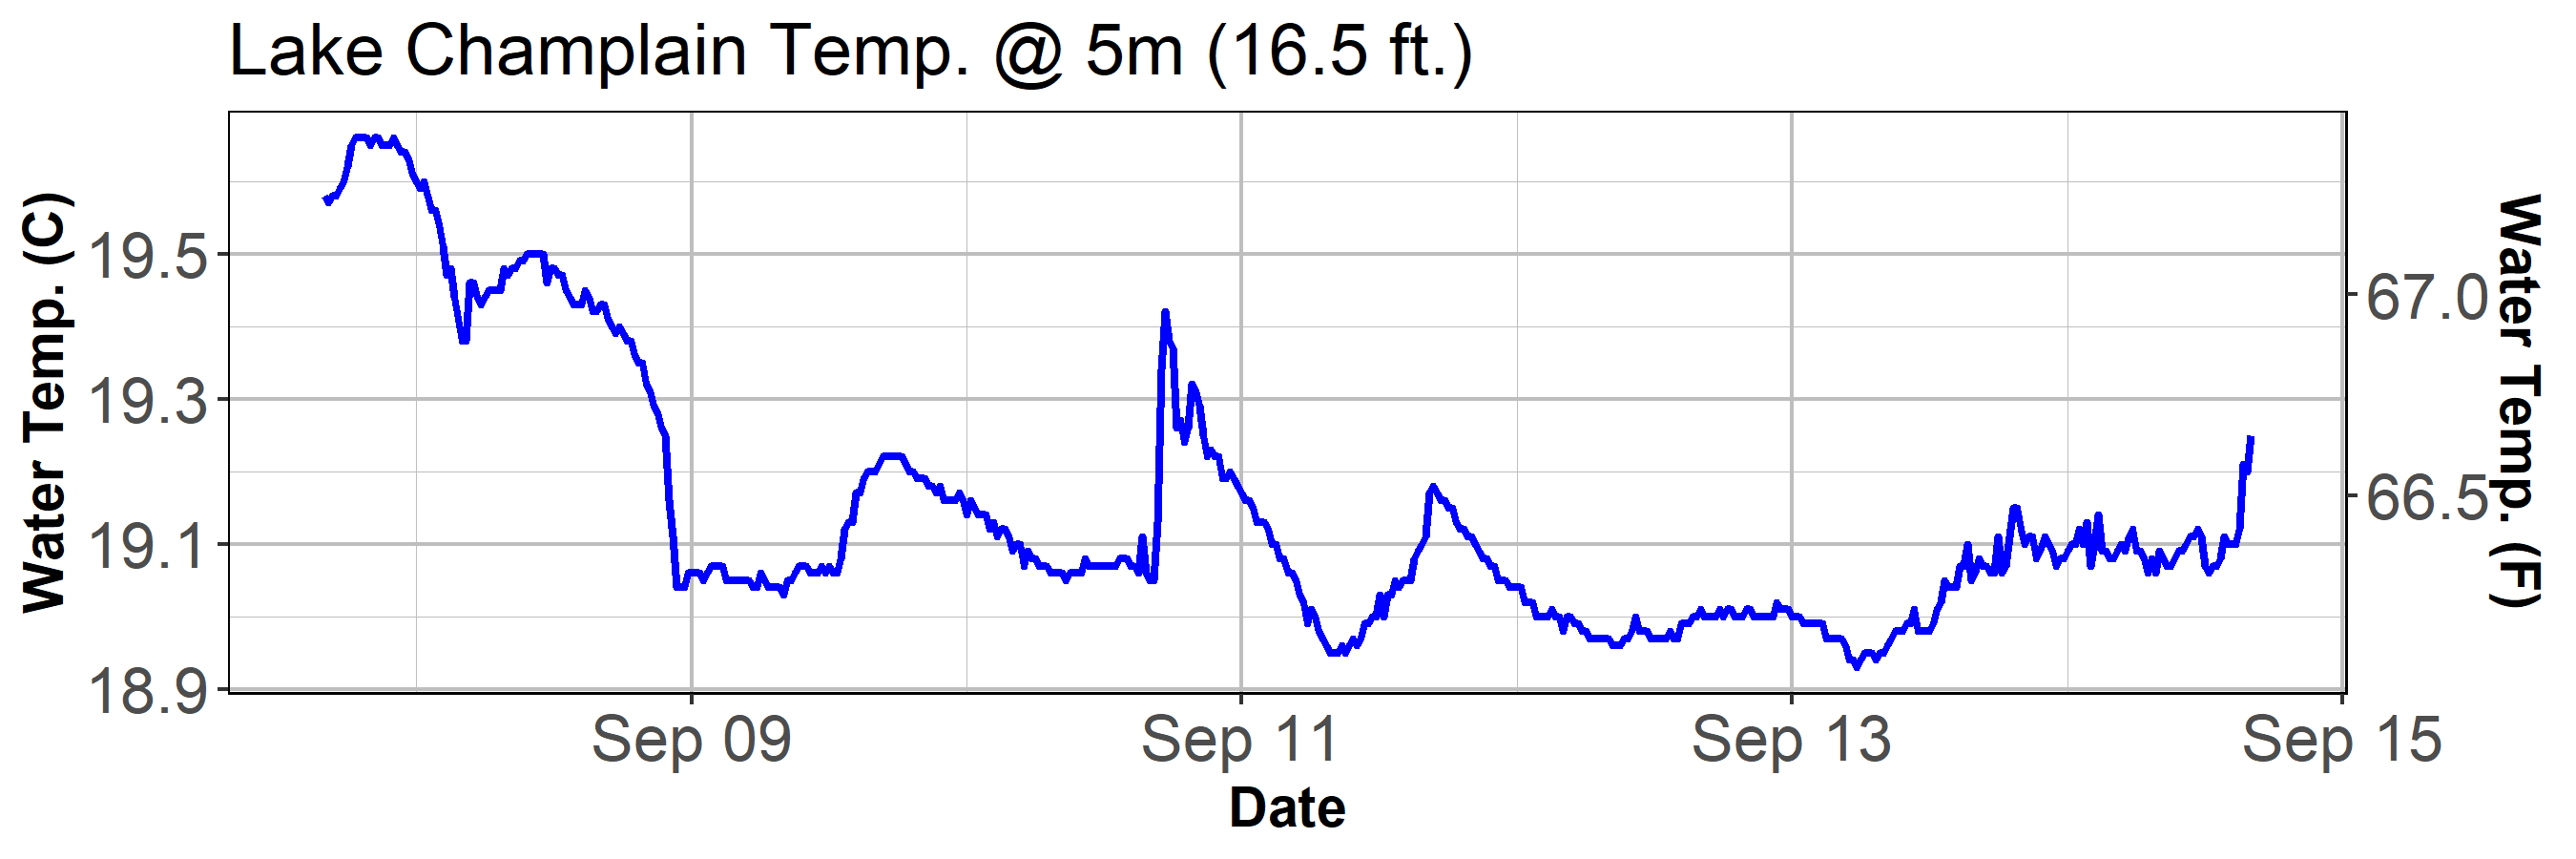 Lake Champlain Temp. @ 5m (16.5 ft.)
Water Temp. (C)
19.5
19.3
19.1
18.9
67.0
66.5
Water Temp. (F)
Sep 09
Sep 11
Sep 13
Sep 15
Date